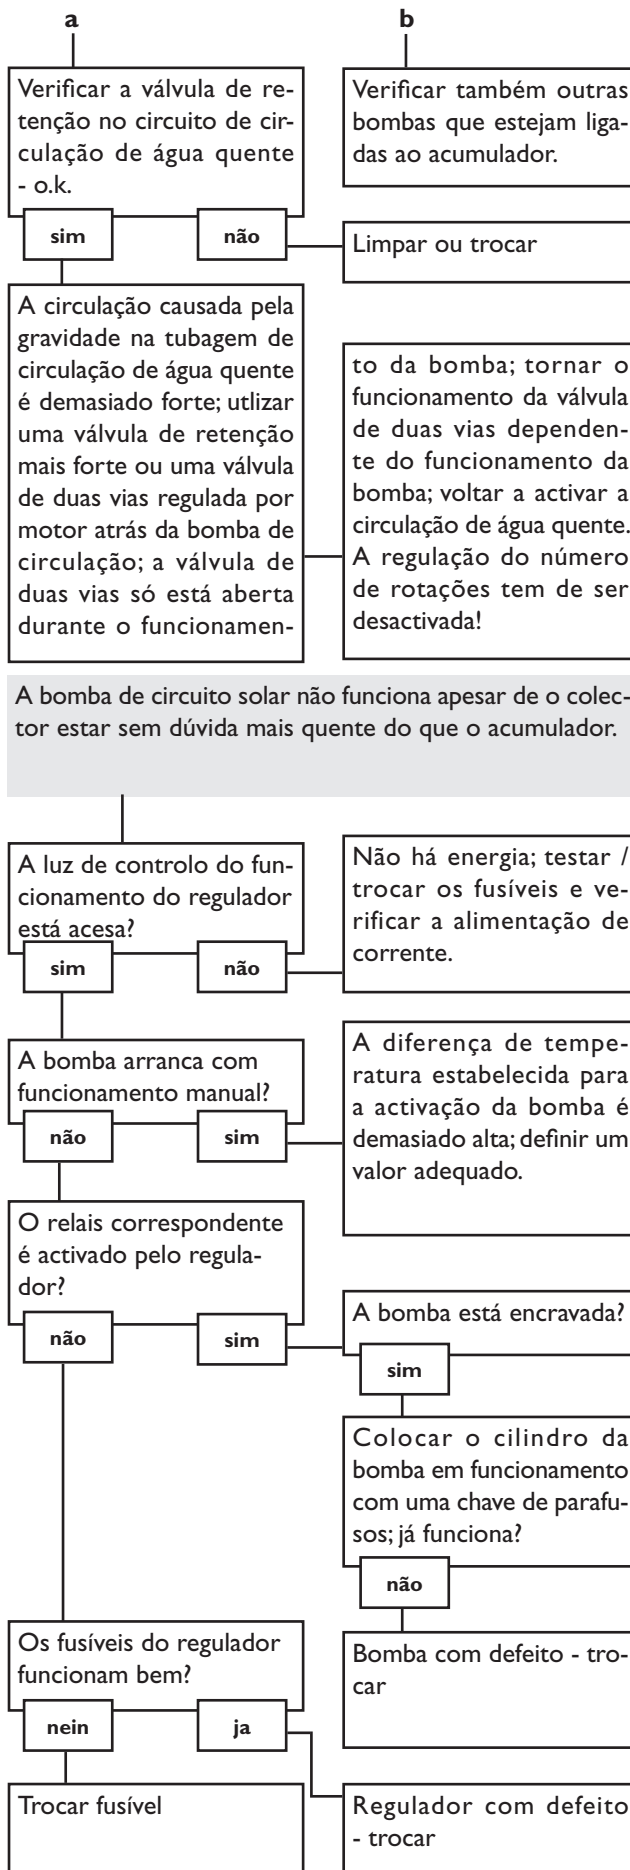 a
b
Verificar a válvula de re-
tenção no circuito de cir-
culação de água quente
- o.k.
sim
não
Verificar também outras
bombas que estejam liga-
das ao acumulador.
Limpar ou trocar
A circulação causada pela
gravidade na tubagem de
circulação de água quente
é demasiado forte; utlizar
uma válvula de retenção
mais forte ou uma válvula
de duas vias regulada por
motor atrás da bomba de
circulação; a válvula de
duas vias só está aberta
durante o funcionamen-
to da bomba; tornar o
funcionamento da válvula
de duas vias dependen-
te do funcionamento da
bomba; voltar a activar a
circulação de água quente.
A regulação do número
de rotações tem de ser
desactivada!
A bomba de circuito solar não funciona apesar de o colec-
tor estar sem dúvida mais quente do que o acumulador.
A luz de controlo do fun-
cionamento do regulador
está acesa?
sim
não
Não há energia; testar /
trocar os fusíveis e ve-
rificar a alimentação de
corrente.
A bomba arranca com
funcionamento manual?
não
sim
A diferença de tempe-
ratura estabelecida para
a activação da bomba é
demasiado alta; definir um
valor adequado.
O relais correspondente
é activado pelo regula-
dor?
não
sim
A bomba está encravada?
sim
Colocar o cilindro da
bomba em funcionamento
com uma chave de parafu-
sos; já funciona?
não
Bomba com defeito - tro-
car
Os fusíveis do regulador
funcionam bem?
nein
ja
Trocar fusível
Regulador com defeito
- trocar